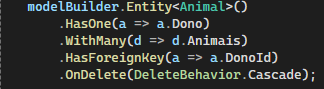 modelBuilder.Entity<Animal>()
.HasOne(a => a.Dono)
.WithMany(d => d.Animais)
.HasForeignKey(a => a.DonoId)
.OnDelete(DeleteBehavior.Cascade);